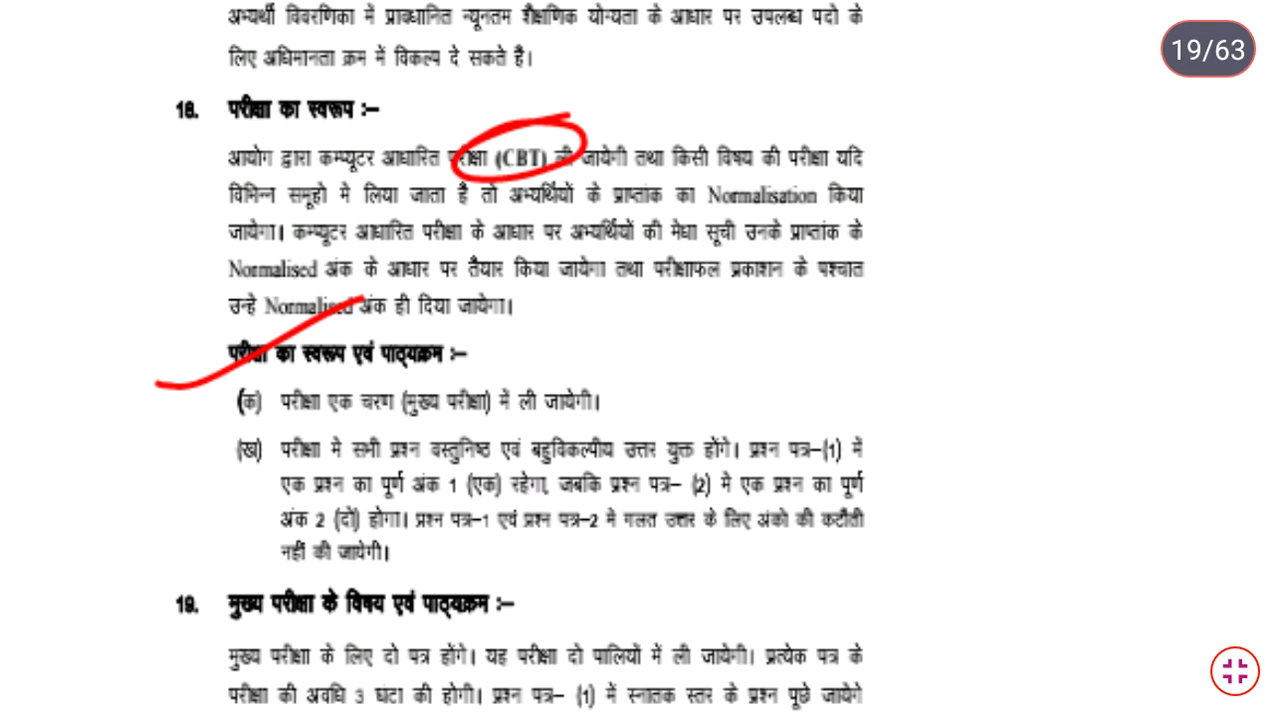 अभ्यर्थी विवरणिका में प्रावधानित न्यूनतम शैक्षणिक योग्यता के आधार पर उपलब्ध पदो के
लिए अधिमानता क्रम में विकल्प दे सकते हैं।
19/63
18. परीक्षा का स्वरूप :–
आयोग द्वारा कम्प्यूटर आधारित परीक्षा (CBT) ली जायेगी तथा किसी विषय की परीक्षा यदि
विभिन्न समूहो मे लिया जाता है तो अभ्यर्थियों के प्राप्तांक का Normalisation किया
जायेगा। कम्प्यूटर आधारित परीक्षा के आधार पर अभ्यर्थियों की मेधा सूची उनके प्राप्तांक के
Normalised अंक के आधार पर तैयार किया जायेगा तथा परीक्षाफल प्रकाशन के पश्चात
उन्हे Normalised अंक ही दिया जायेगा।
परीक्षा का स्वरूप एवं पाठ्यक्रम :–
(क) परीक्षा एक चरण (मुख्य परीक्षा) में ली जायेगी।
(ख) परीक्षा मे सभी प्रश्न वस्तुनिष्ठ एवं बहुविकल्पीय उत्तर युक्त होंगे। प्रश्न पत्र–(1) में
एक प्रश्न का पूर्ण अंक 1 (एक) रहेगा, जबकि प्रश्न पत्र– (2) मे एक प्रश्न का पूर्ण
अंक 2 (दो) होगा। प्रश्न पत्र–1 एवं प्रश्न पत्र–2 मे गलत उत्तर के लिए अंको की कटौती
नहीं की जायेगी।
19. मुख्य परीक्षा के विषय एवं पाठ्यक्रम :–
मुख्य परीक्षा के लिए दो पत्र होंगे। यह परीक्षा दो पालियों में ली जायेगी। प्रत्येक पत्र के
परीक्षा की अवधि 3 घंटा की होगी। प्रश्न पत्र– (1) में स्नातक स्तर के प्रश्न पूछे जायेगे